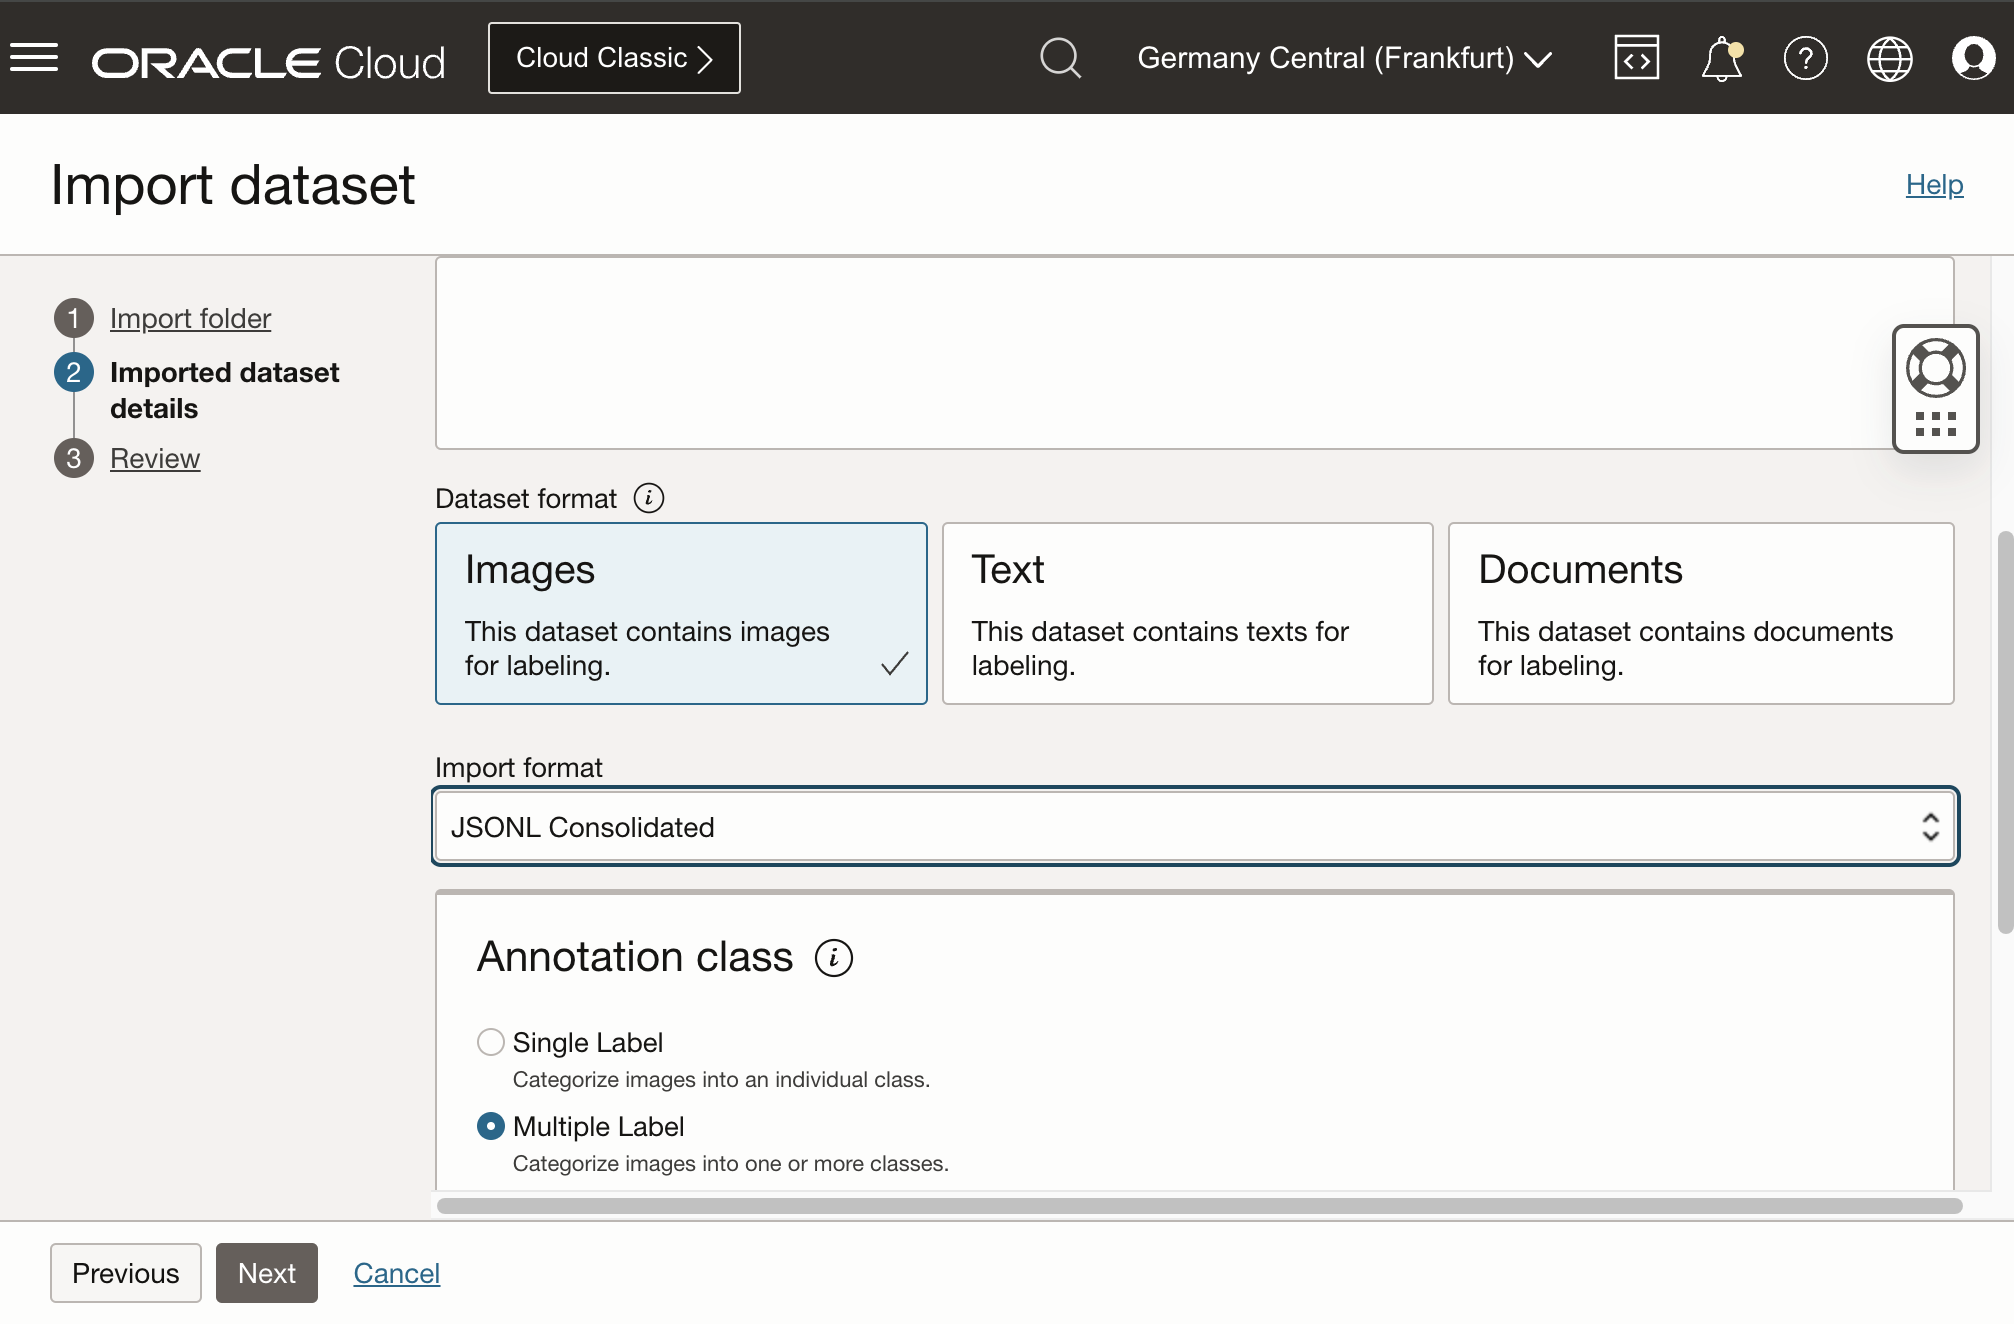 ORACLE Cloud
Cloud Classic
Germany Central (Frankfurt)
Import dataset
Help
1 Import folder
2 Imported dataset
details
3 Review
Dataset format
Images
This dataset contains images
for labeling.
Text
This dataset contains texts for
labeling.
Documents
This dataset contains documents
for labeling.
Import format
JSONL Consolidated
Annotation class
Single Label
Categorize images into an individual class.
Multiple Label
Categorize images into one or more classes.
Previous
Next
Cancel